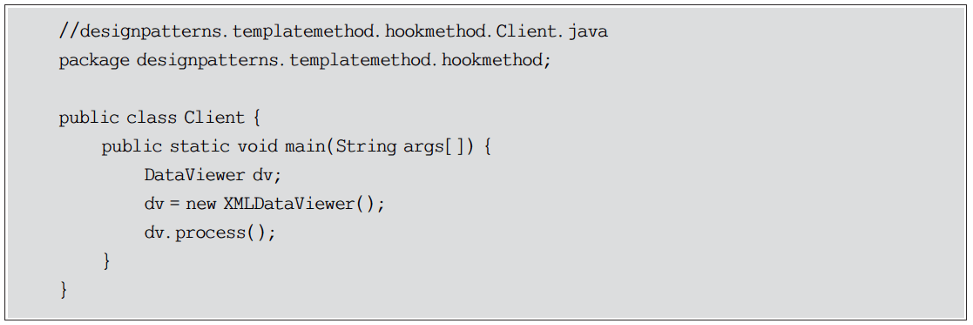 //designpatterns.templatemethod.hookmethod.Client.java
package designpatterns.templatemethod.hookmethod;
public class Client {
public static void main(String args[]) {
DataViewer dv;
dv = new XMLDataViewer();
dv.process();
}
}